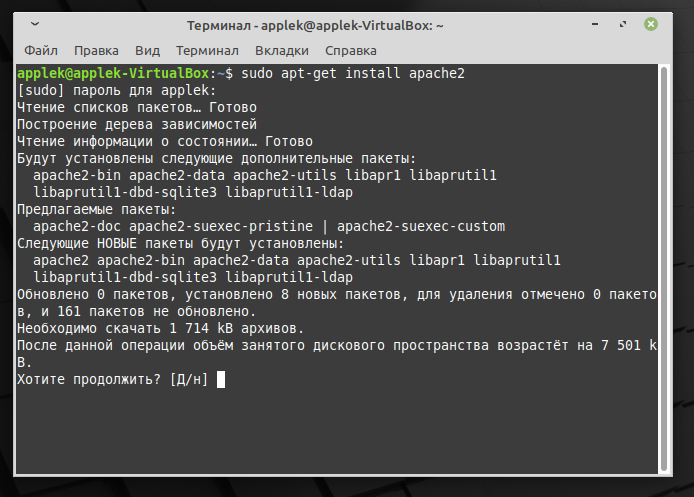 Терминал - applek@applek-VirtualBox: ~
Файл Правка Вид Терминал Вкладки Справка
applek@applek-VirtualBox:~$ sudo apt-get install apache2
[sudo] пароль для applek:
Чтение списков пакетов… Готово
Построение дерева зависимостей
Чтение информации о состоянии… Готово
Будут установлены следующие дополнительные пакеты:
  apache2-bin apache2-data apache2-utils libapr1 libaprutil1
  libaprutil1-dbd-sqlite3 libaprutil1-ldap
Предлагаемые пакеты:
  apache2-doc apache2-suexec-pristine | apache2-suexec-custom
Следующие НОВЫЕ пакеты будут установлены:
  apache2 apache2-bin apache2-data apache2-utils libapr1 libaprutil1
  libaprutil1-dbd-sqlite3 libaprutil1-ldap
Обновлено 0 пакетов, установлено 8 новых пакетов, для удаления отмечено 0 пакето
в, и 161 пакетов не обновлено.
Необходимо скачать 1 714 kB архивов.
После данной операции объём занятого дискового пространства возрастёт на 7 501 k
B.
Хотите продолжить? [Д/н]